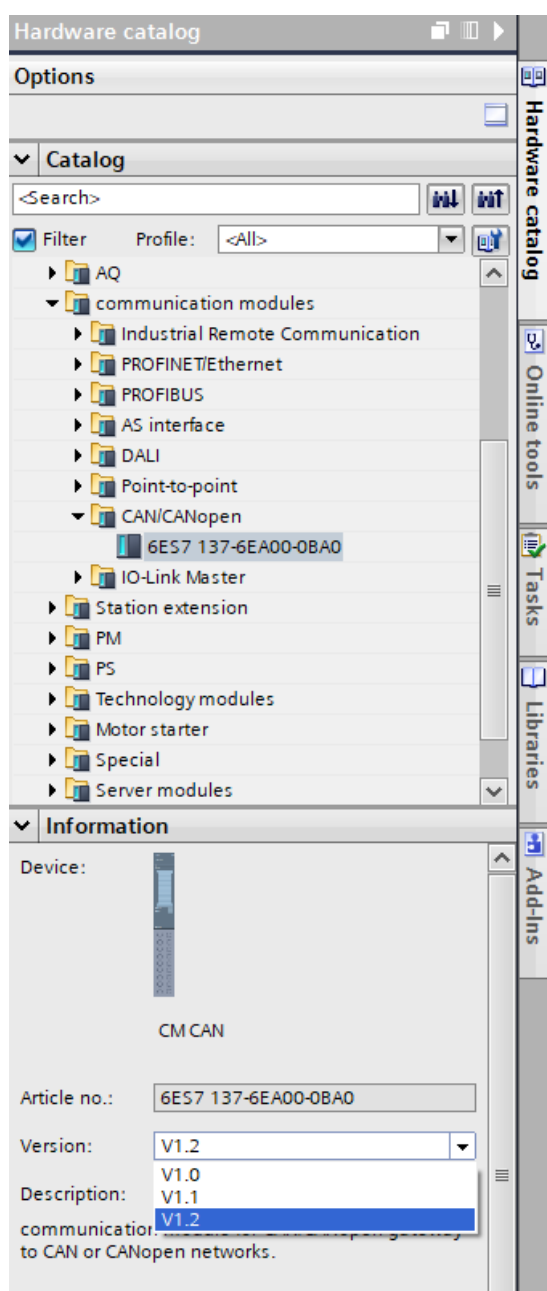 Hardware catalog
Options
Catalog
<Search>
Filter Profile: <All>
AQ
communication modules
Industrial Remote Communication
PROFINET/Ethernet
PROFIBUS
AS interface
DALI
Point-to-point
CAN/CANopen
6ES7 137-6EA00-0BA0
IO-Link Master
Station extension
PM
PS
Technology modules
Motor starter
Special
Server modules
Information
Device:
CM CAN
Article no.: 6ES7 137-6EA00-0BA0
Version: V1.2
V1.0
Description: V1.1
V1.2
communication
to CAN or CANopen networks.
Hardware catalog
Online tools
Tasks
Libraries
Add-Ins